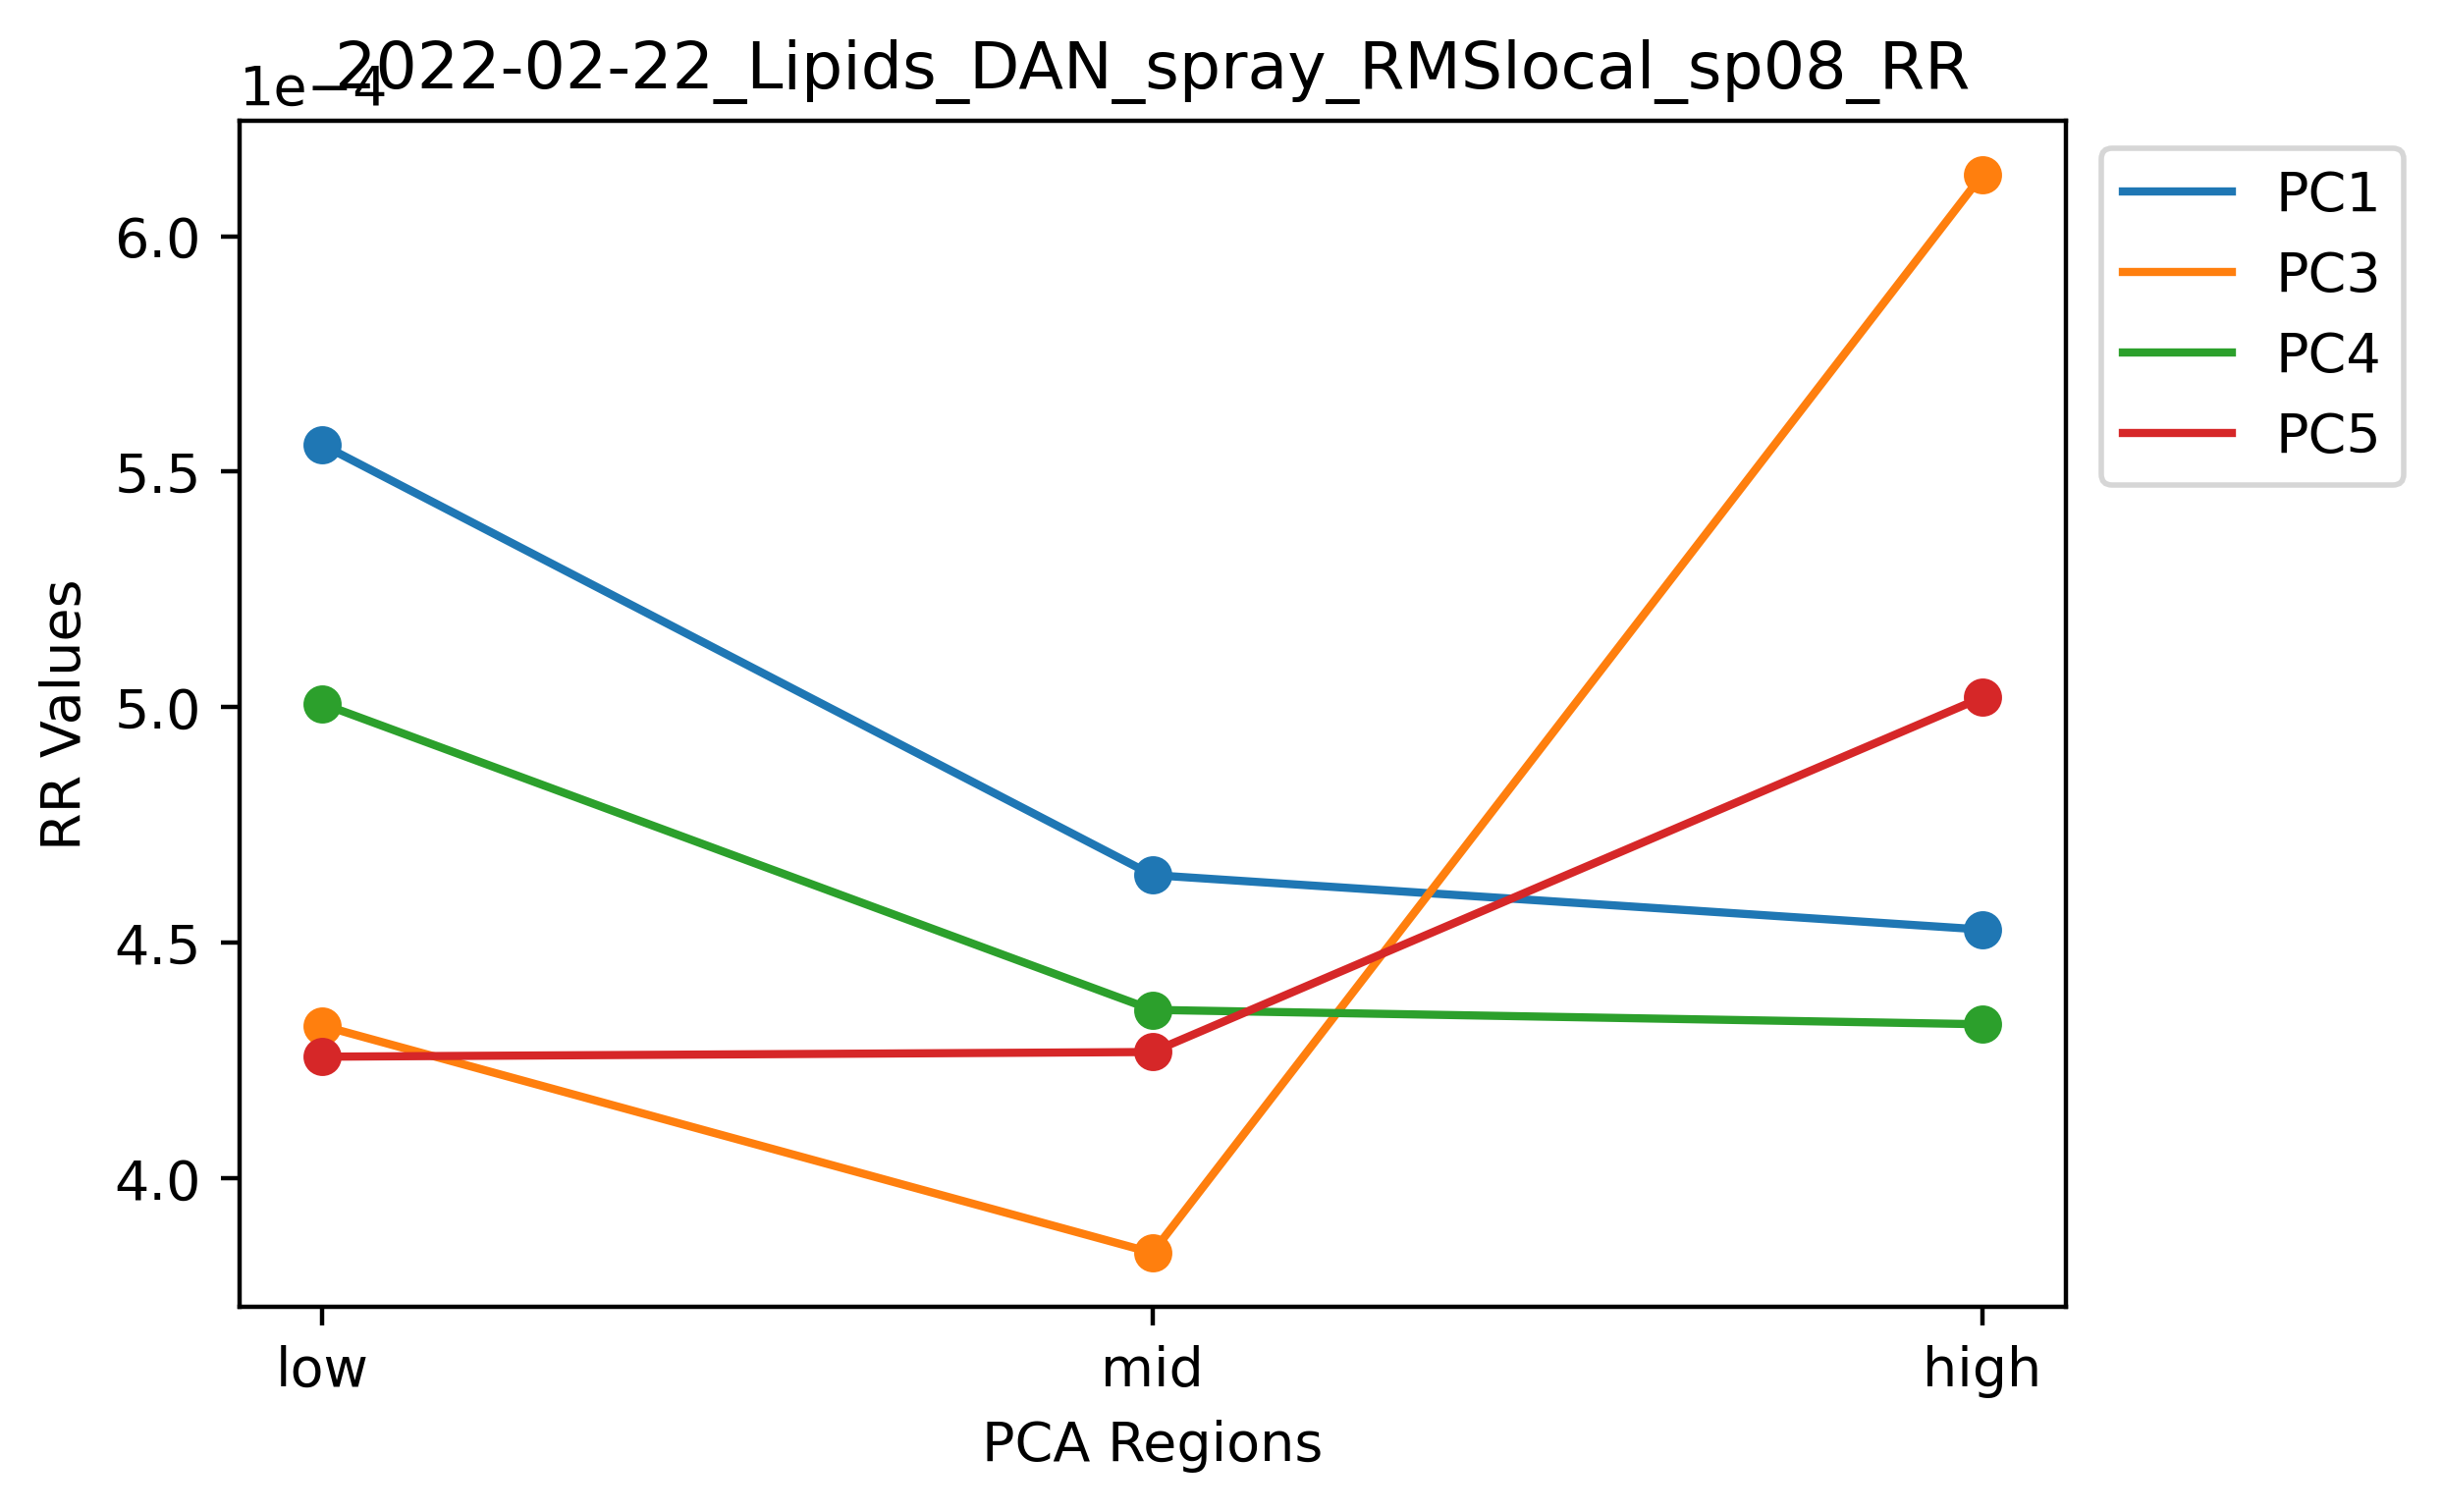 2022-02-22_Lipids_DAN_spray_RMSlocal_sp08_RR
1e−4
6.0
5.5
5.0
4.5
4.0
RR Values
low
mid
high
PCA Regions
PC1
PC3
PC4
PC5